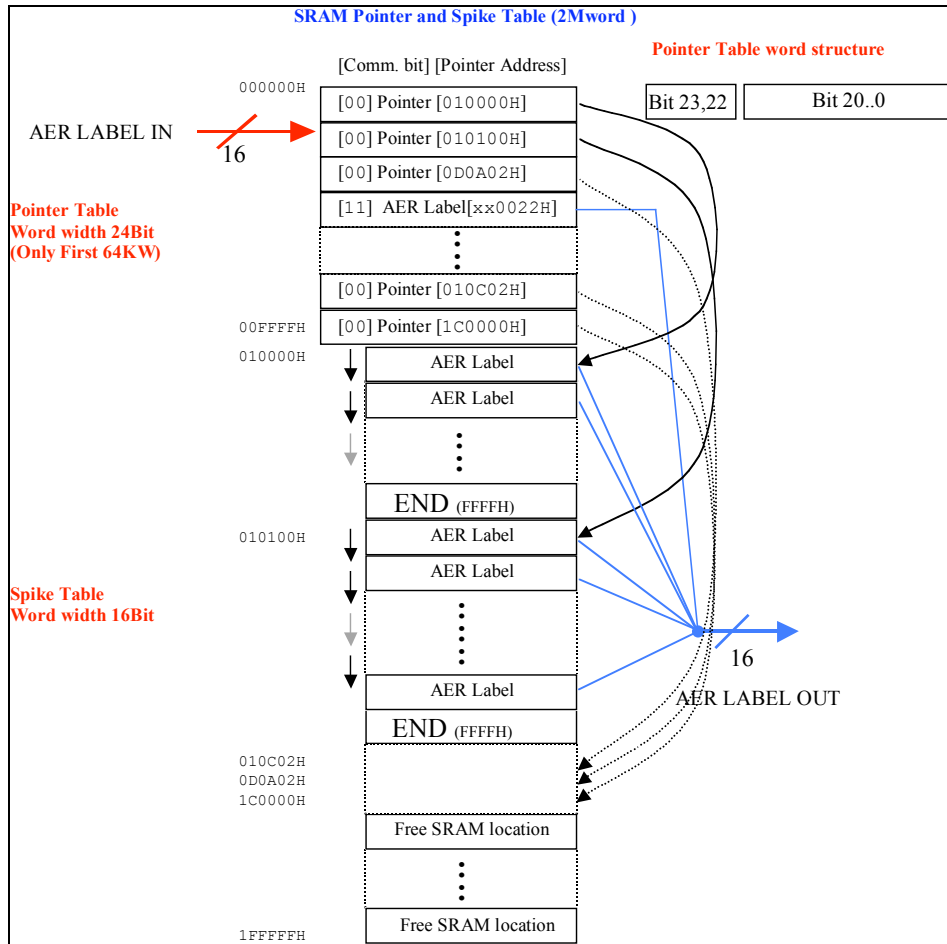 SRAM Pointer and Spike Table (2Mword )
Pointer Table word structure
[Comm. bit] [Pointer Address]
000000H
Bit 23,22
Bit 20..0
[00] Pointer [010000H]
AER LABEL IN
16
[00] Pointer [010100H]
[00] Pointer [0D0A02H]
[11] AER Label[xx0022H]
Pointer Table
Word width 24Bit
(Only First 64KW)
[00] Pointer [010C02H]
00FFFFH
[00] Pointer [1C0000H]
010000H
AER Label
AER Label
END (FFFFH)
010100H
AER Label
AER Label
Spike Table
Word width 16Bit
16
AER LABEL OUT
AER Label
END (FFFFH)
010C02H
0D0A02H
1C0000H
Free SRAM location
Free SRAM location
1FFFFFH